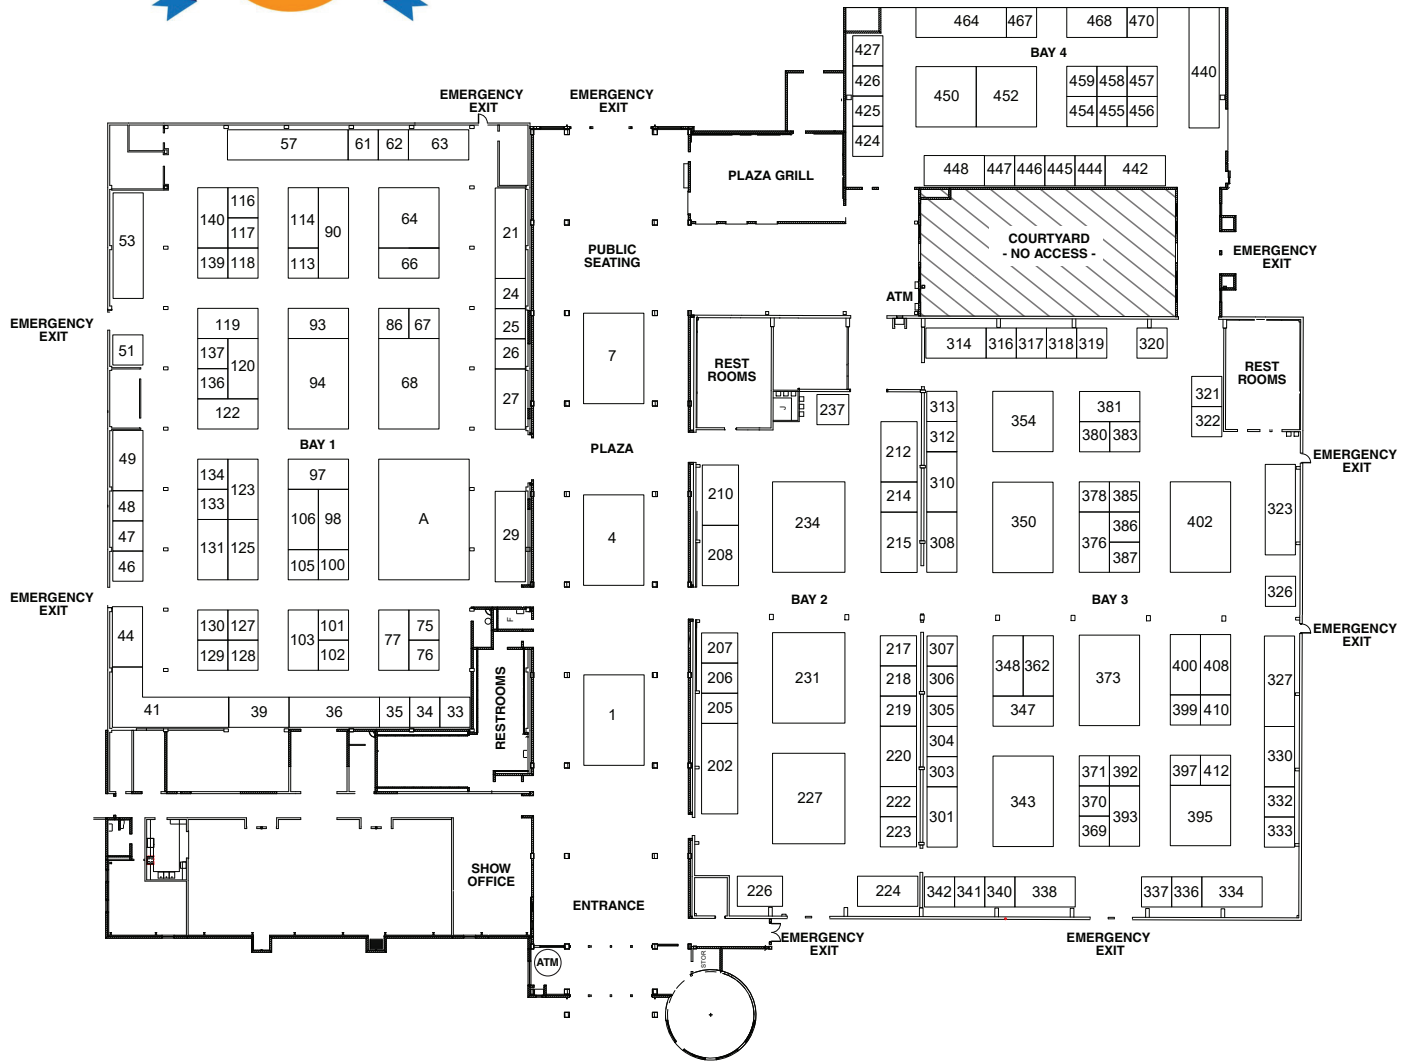 464 467 468 470
427
BAY 4
426
459 458 457
440
450 452
425
454 455 456
424
448 447 446 445 444 442
EMERGENCY
EXIT
EMERGENCY
EXIT
57 61 62 63
PLAZA GRILL
116
140
117
114
90
64
21
53
139 118
113
66
PUBLIC
SEATING
COURTYARD
- NO ACCESS -
EMERGENCY
EXIT
24
ATM
EMERGENCY
EXIT
119
93
86 67
25
51
137
120
136
94
68
26
27
122
7
REST
ROOMS
J
237
314 316 317 318 319 320
REST
ROOMS
321
322
313
312
354
381
380 383
BAY 1
PLAZA
EMERGENCY
EXIT
49
48
47
46
134
123
133
131 125
97
106 98
105 100
A
29
4
210
208
234
212
214
215
310
308
350
378 385
376
386
387
402
323
326
EMERGENCY
EXIT
BAY 2
BAY 3
EMERGENCY
EXIT
44
130 127
129 128
103
101
102
77
75
76
F
RESTROOMS
41 39 36 35 34 33
1
207
206
205
202
231
227
217
218
219
220
222
223
307
306
305
304
303
301
348 362
347
343
373
371 392
370
393
369
400 408
399 410
397 412
395
327
330
332
333
SHOW
OFFICE
ENTRANCE
226
224
342 341 340 338
337 336 334
EMERGENCY
EXIT
EMERGENCY
EXIT
ATM
STOR